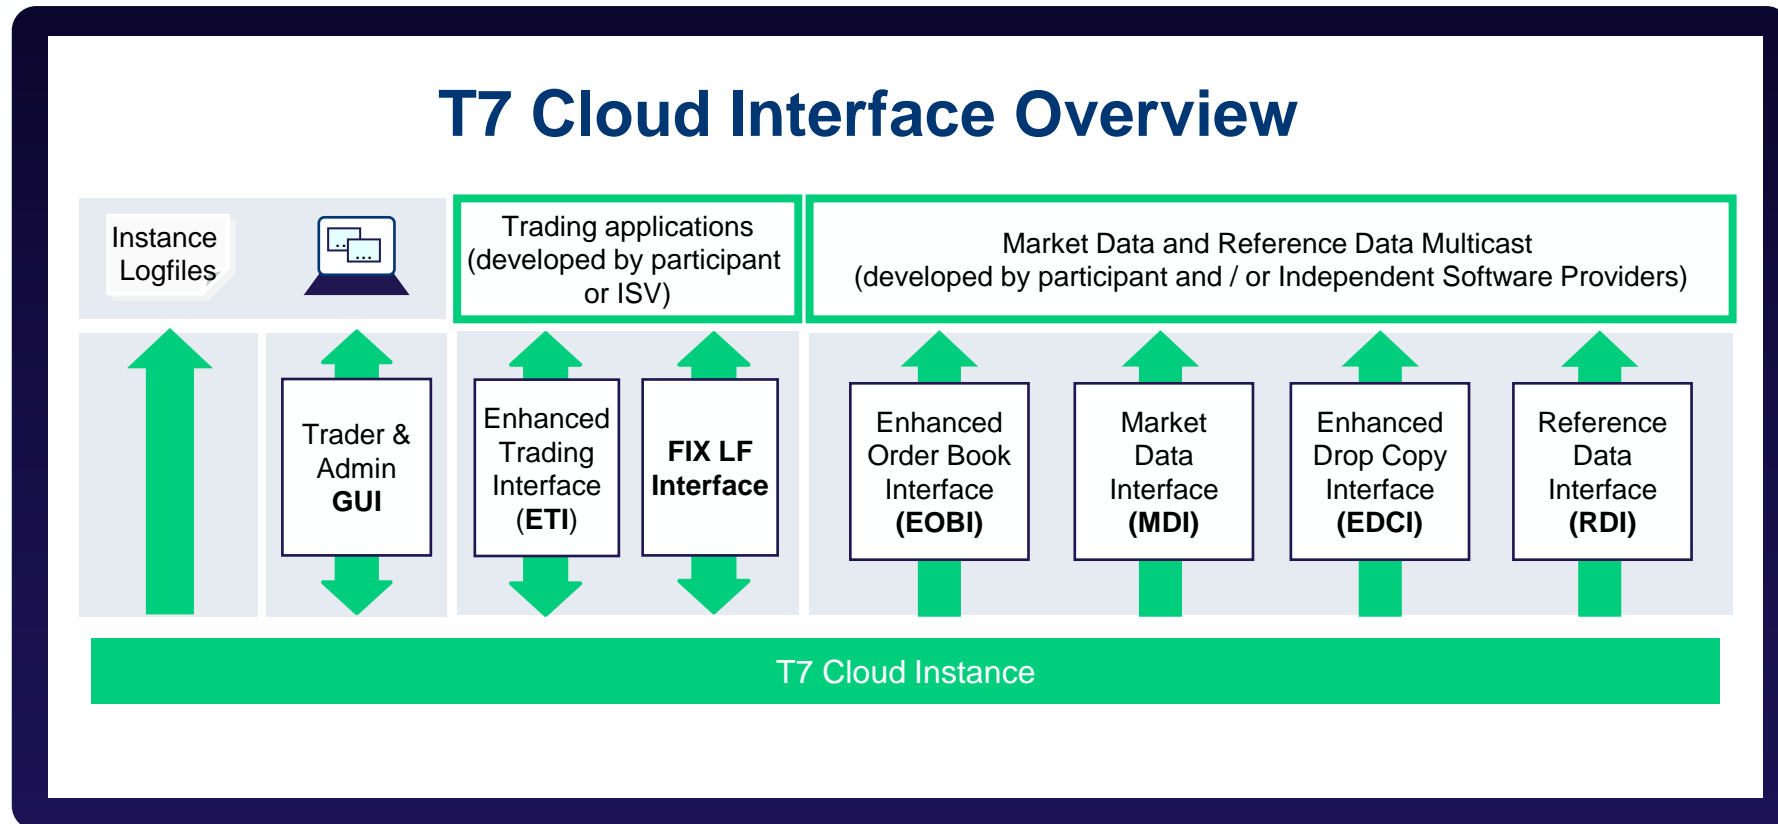 T7 Cloud Interface Overview
Instance
Logfiles
...
...
Trading applications
(developed by participant
or ISV)
Market Data and Reference Data Multicast
(developed by participant and / or Independent Software Providers)
Trader &
Admin
GUI
Enhanced
Trading
Interface
(ETI)
FIX LF
Interface
Enhanced
Order Book
Interface
(EOBI)
Market
Data
Interface
(MDI)
Enhanced
Drop Copy
Interface
(EDCI)
Reference
Data
Interface
(RDI)
T7 Cloud Instance